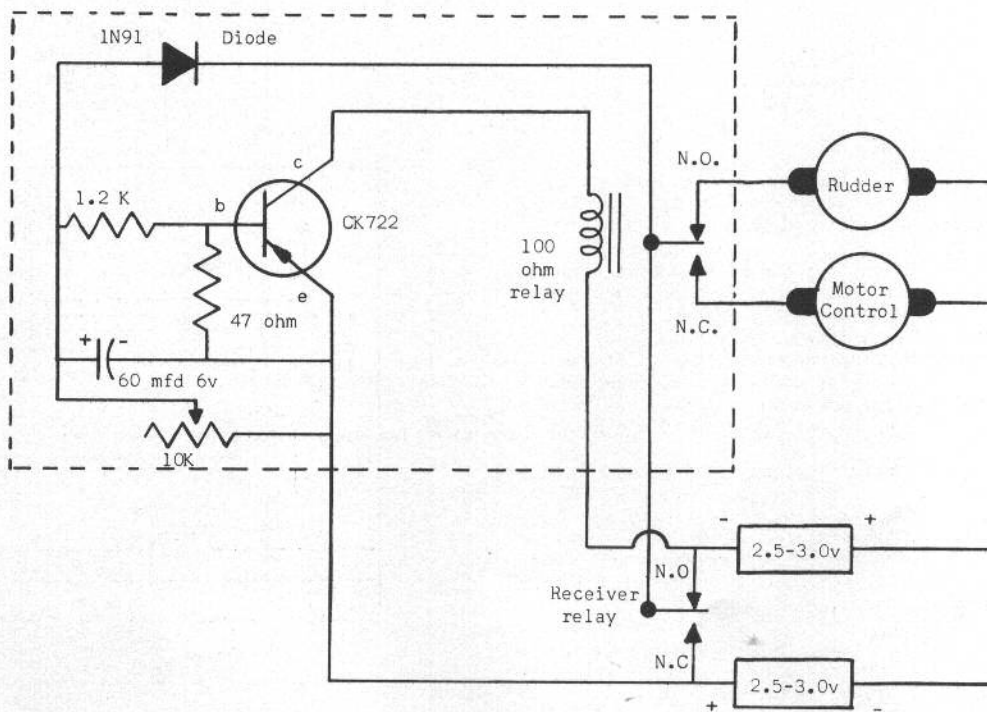 1N91 Diode
c
N.O.
Rudder
1.2 K
b
CK722
100
ohm
relay
Motor
Control
e
N.C.
47 ohm
+ -
60 mfd 6v
10K
- +
2.5-3.0v
N.O
Receiver
relay
N.C
2.5-3.0v
+ -